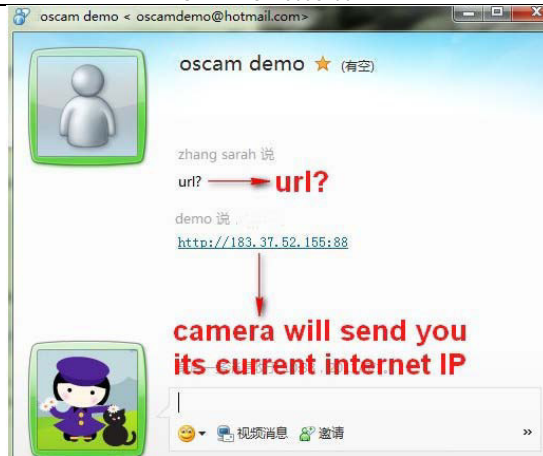 oscam demo < oscamdemo@hotmail.com>
oscam demo (有空)
zhang sarah 说
url? url?
demo 说
http://183.37.52.155:88
camera will send you
its current internet IP
视频消息 邀请 »